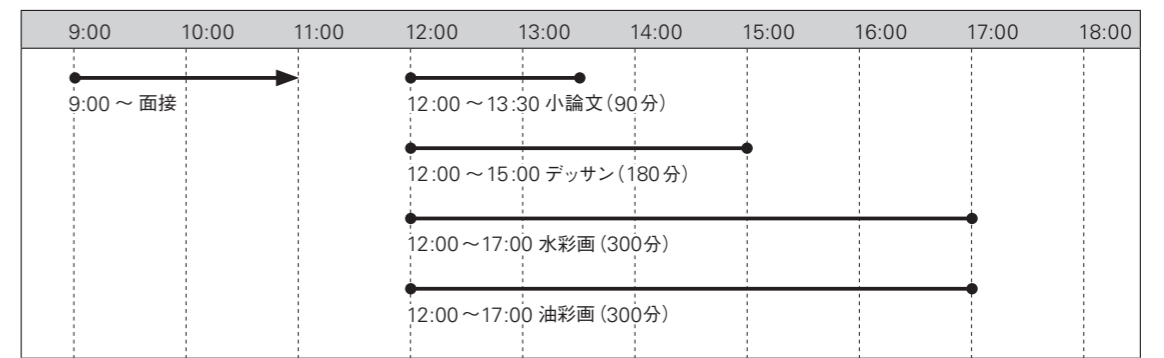 9:00 10:00 11:00 12:00 13:00 14:00 15:00 16:00 17:00 18:00
9:00 ～ 面接
12:00 ～13:30 小論文（90分）
12:00 ～15:00 デッサン（180分）
12:00～17:00 水彩画（300分）
12:00～17:00 油彩画（300分）